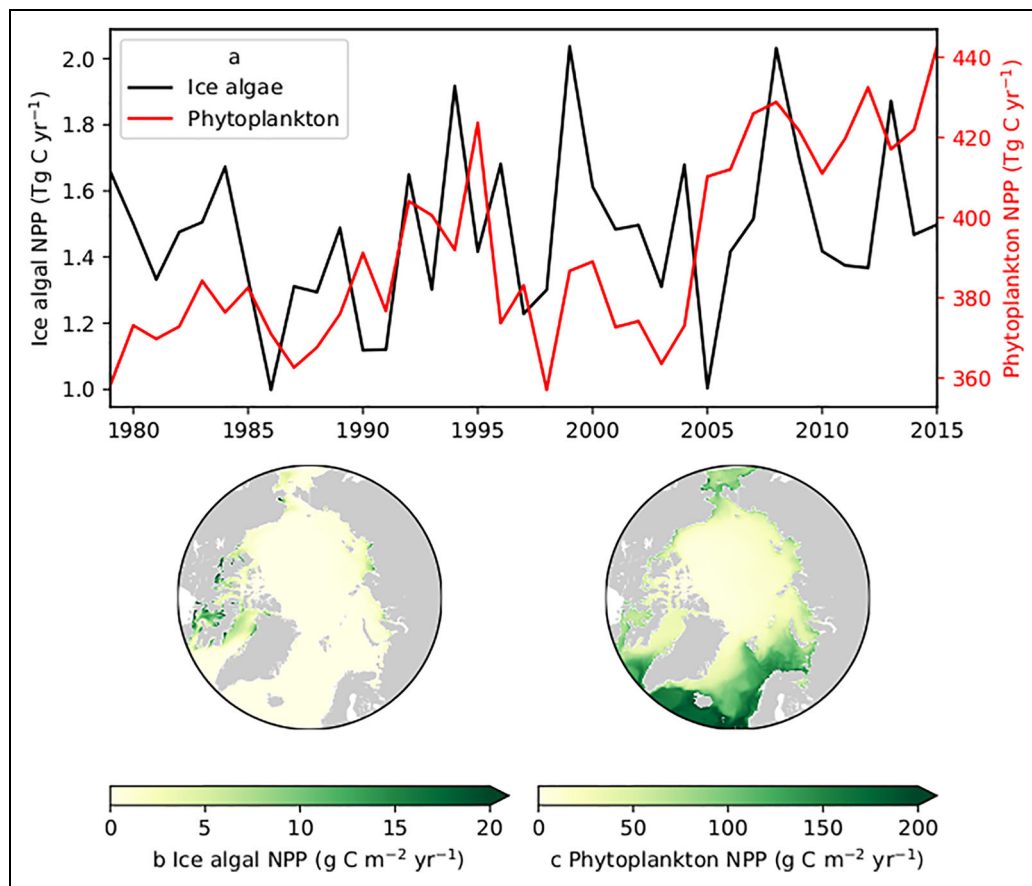 a
Ice algae
Phytoplankton
Ice algal NPP (Tg C yr⁻¹)
2.0
1.8
1.6
1.4
1.2
1.0
Phytoplankton NPP (Tg C yr⁻¹)
440
420
400
380
360
1980 1985 1990 1995 2000 2005 2010 2015
0 5 10 15 20
b Ice algal NPP (g C m⁻² yr⁻¹)
0 50 100 150 200
c Phytoplankton NPP (g C m⁻² yr⁻¹)